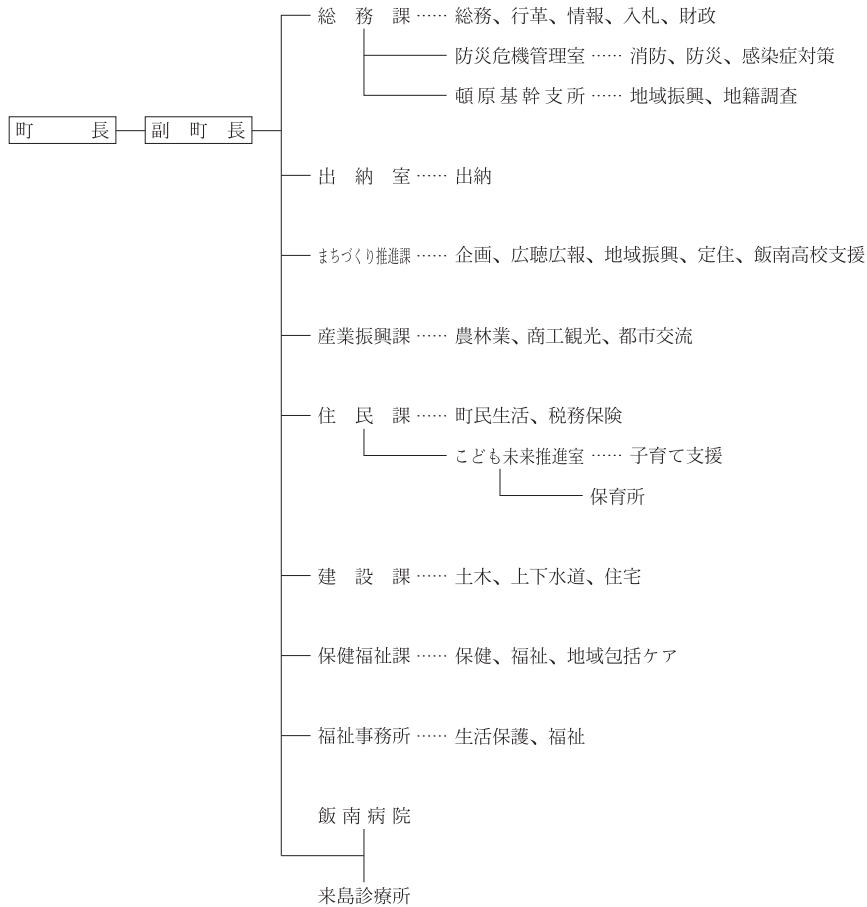 総務課……総務、行革、情報、入札、財政
防災危機管理室……消防、防災、感染症対策
頓原基幹支所……地域振興、地籍調査
町長 副町長
出納室……出納
まちづくり推進課……企画、広聴広報、地域振興、定住、飯南高校支援
産業振興課……農林業、商工観光、都市交流
住民課……町民生活、税務保険
こども未来推進室……子育て支援
保育所
建設課……土木、上下水道、住宅
保健福祉課……保健、福祉、地域包括ケア
福祉事務所……生活保護、福祉
飯南病院
来島診療所